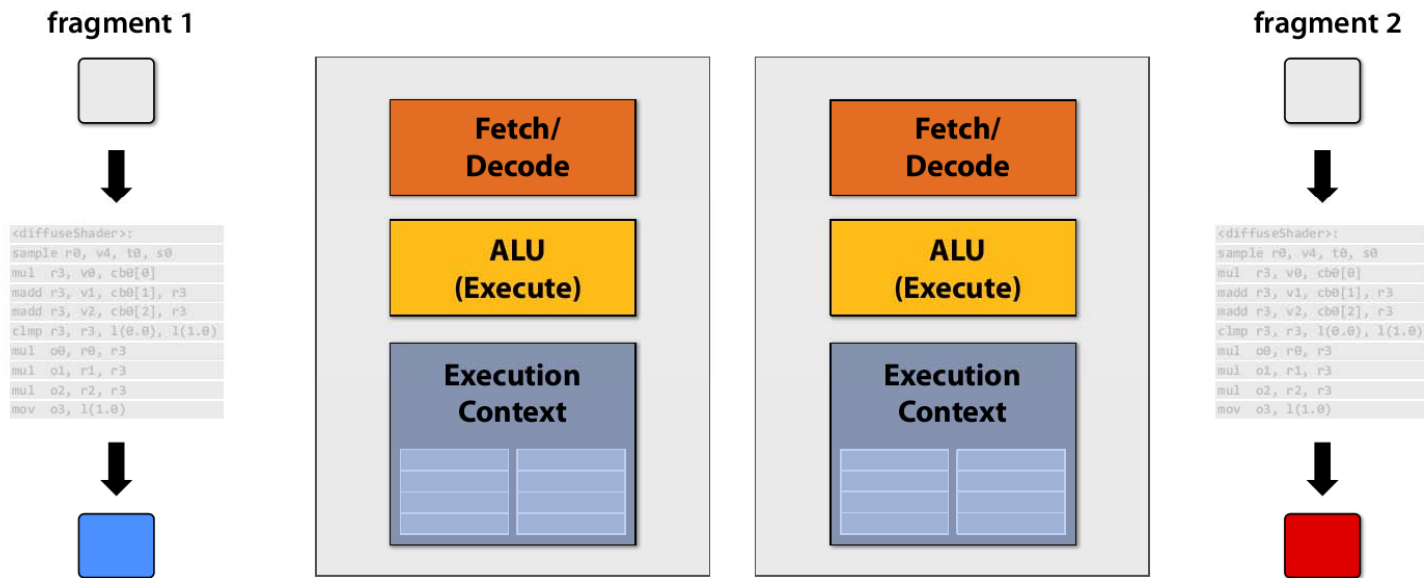 fragment 1
<diffuseShader>:
sample r0, v4, t0, s0
mul r3, v0, cb0[0]
madd r3, v1, cb0[1], r3
madd r3, v2, cb0[2], r3
clmp r3, r3, l(0.0), l(1.0)
mul o0, r0, r3
mul o1, r1, r3
mul o2, r2, r3
mov o3, l(1.0)
Fetch/
Decode
ALU
(Execute)
Execution
Context
Fetch/
Decode
ALU
(Execute)
Execution
Context
fragment 2
<diffuseShader>:
sample r0, v4, t0, s0
mul r3, v0, cb0[0]
madd r3, v1, cb0[1], r3
madd r3, v2, cb0[2], r3
clmp r3, r3, l(0.0), l(1.0)
mul o0, r0, r3
mul o1, r1, r3
mul o2, r2, r3
mov o3, l(1.0)